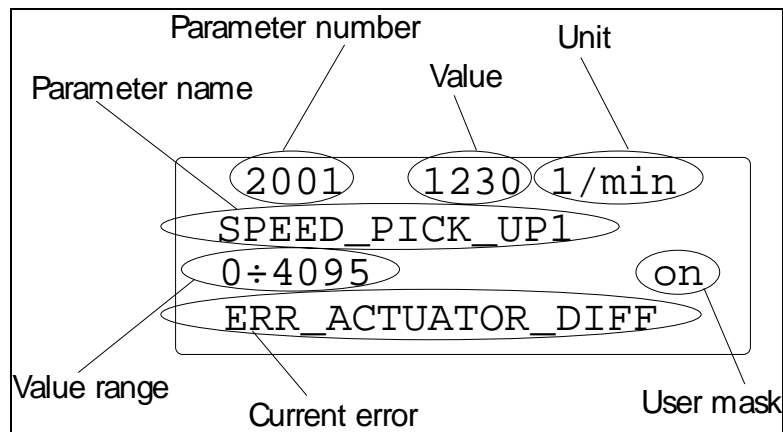 Parameter number
Unit
Value
Parameter name
2001 1230 1/min
SPEED_PICK_UP1
0÷4095 on
ERR_ACTUATOR_DIFF
Value range
User mask
Current error